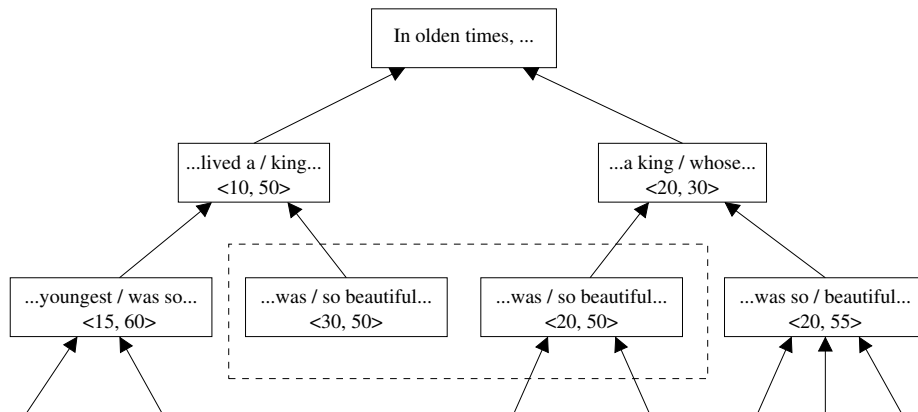 In olden times, ...
...lived a / king...
<10, 50>
...a king / whose...
<20, 30>
...youngest / was so...
<15, 60>
...was / so beautiful...
<30, 50>
...was / so beautiful...
<20, 50>
...was so / beautiful...
<20, 55>